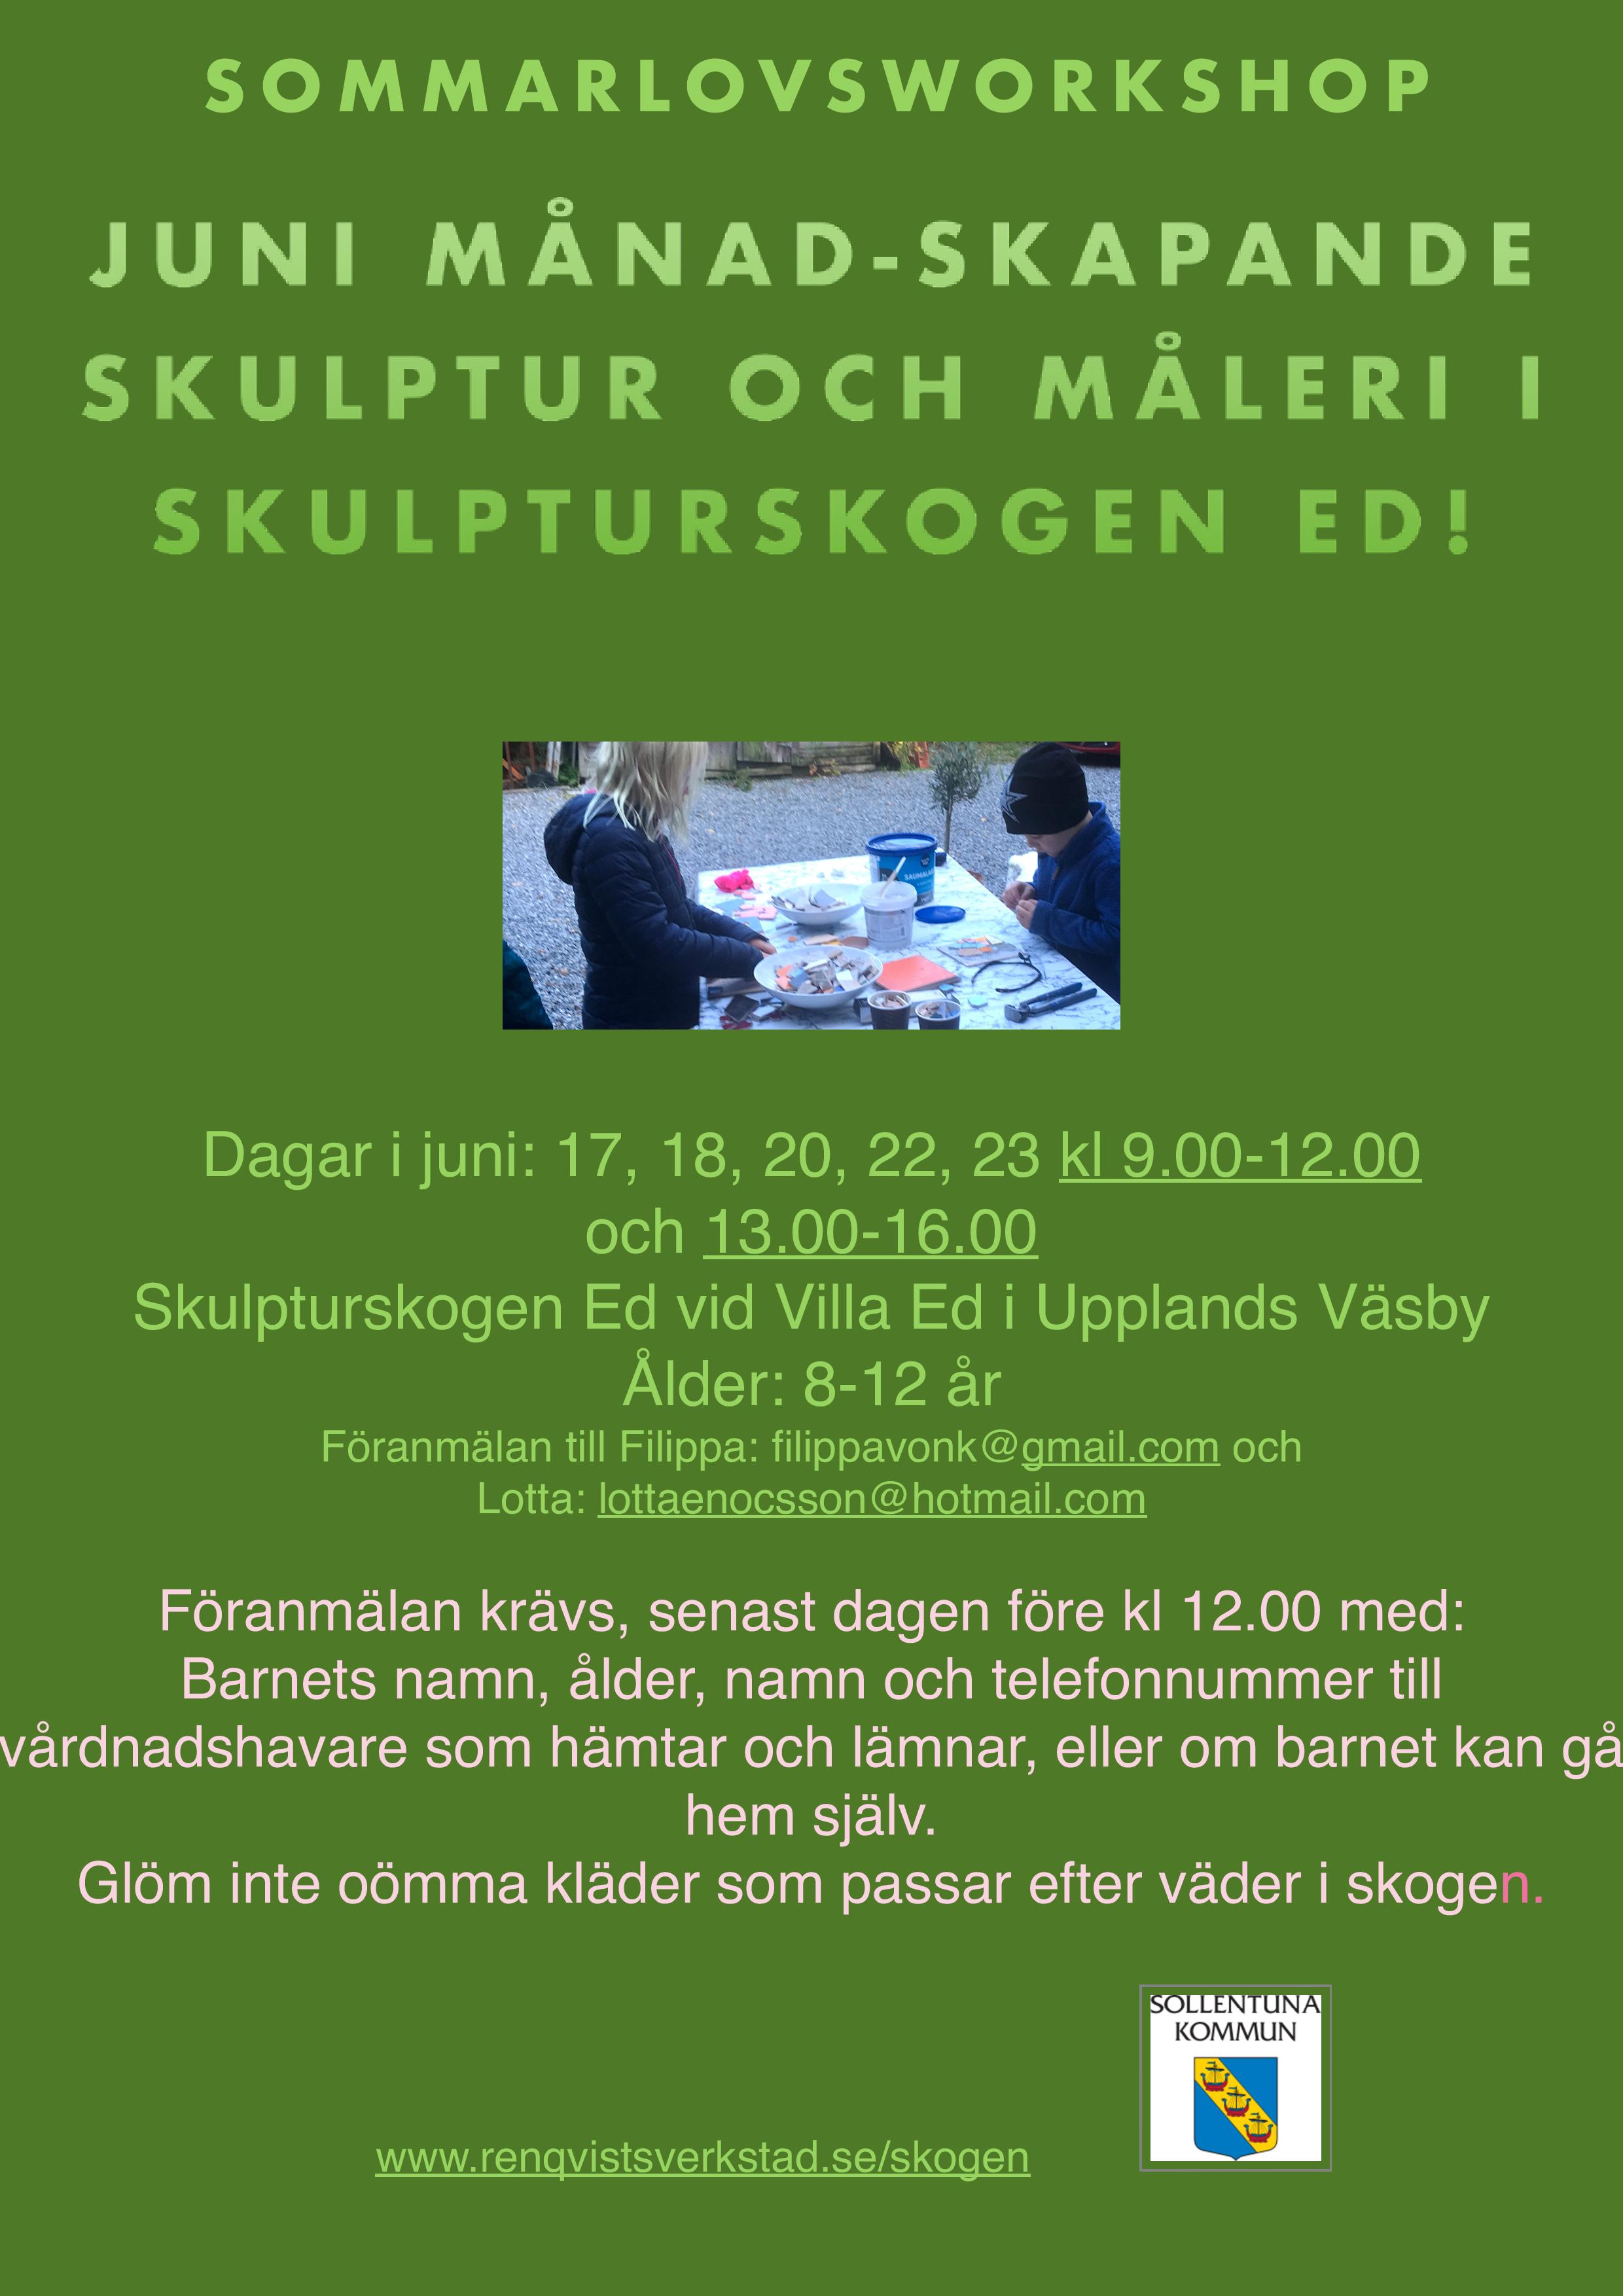 SOMMARLOVSWORKSHOP
JUNI MÅNAD-SKAPANDE
SKULPTUR OCH MÅLERI I
SKULPTURSKOGEN ED!
Dagar i juni: 17, 18, 20, 22, 23 kl 9.00-12.00
och 13.00-16.00
Skulpturskogen Ed vid Villa Ed i Upplands Väsby
Ålder: 8-12 år
Föranmälan till Filippa: filippavonk@gmail.com och
Lotta: lottaenocsson@hotmail.com
Föranmälan krävs, senast dagen före kl 12.00 med:
Barnets namn, ålder, namn och telefonnummer till
vårdnadshavare som hämtar och lämnar, eller om barnet kan gå
hem själv.
Glöm inte oömma kläder som passar efter väder i skogen.
SOLLENTUNA
KOMMUN
www.renqvistsverkstad.se/skogen